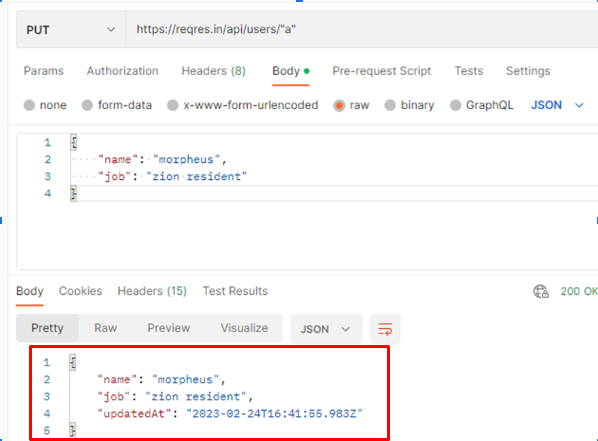 PUT https://reqres.in/api/users/"a"
Params Authorization Headers (8) Body Pre-request Script Tests Settings
none form-data x-www-form-urlencoded raw binary GraphQL JSON
1 {
2 ····"name": "morpheus",
3 ····"job": "zion resident"
4 }
Body Cookies Headers (15) Test Results 200 OK
Pretty Raw Preview Visualize JSON
1 {
2 "name": "morpheus",
3 "job": "zion resident",
4 "updatedAt": "2023-02-24T16:41:55.983Z"
5 }